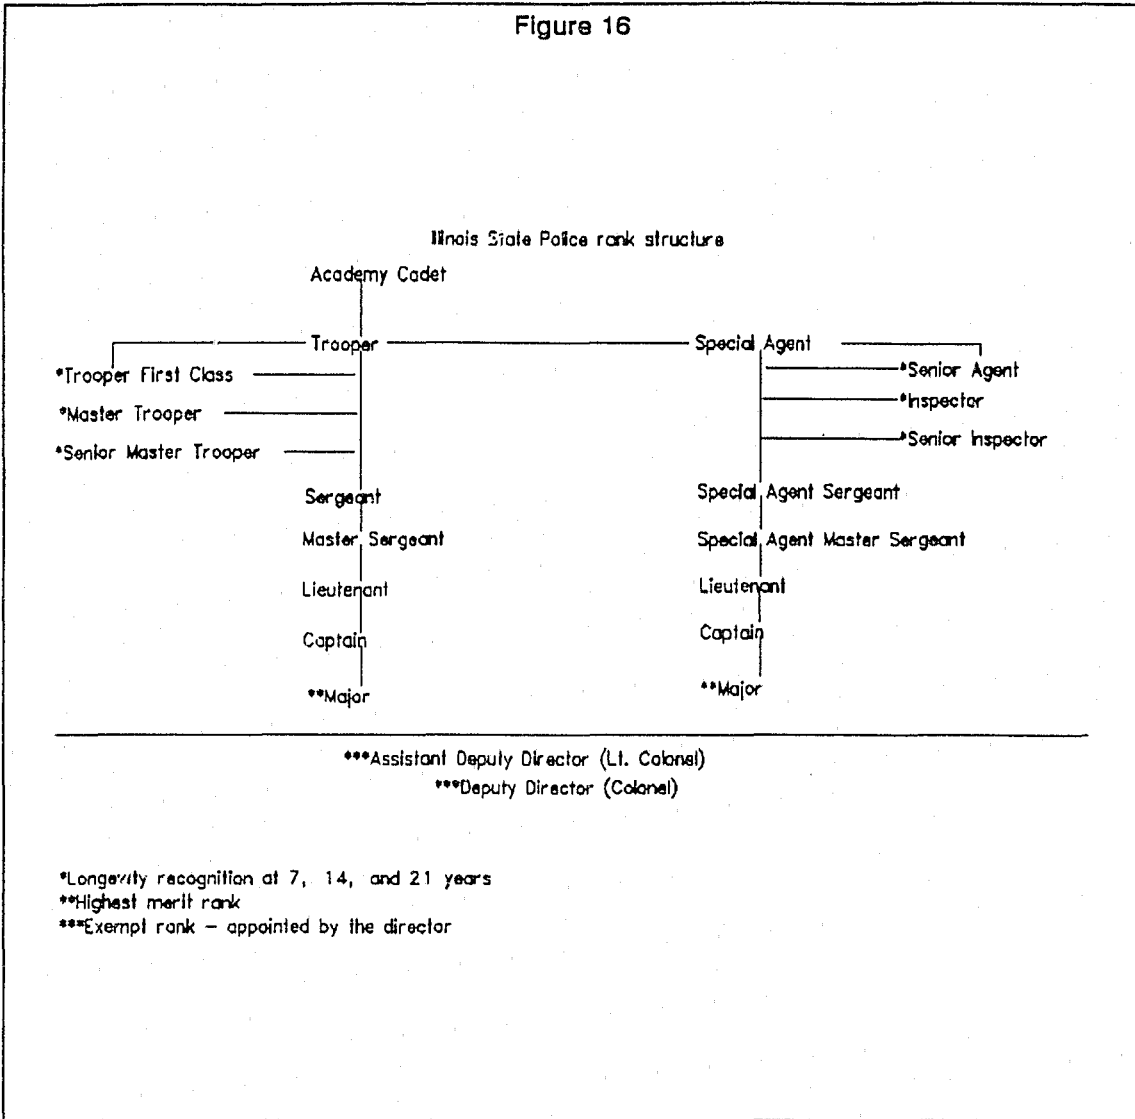 Figure 16
Illinois State Police rank structure
Academy Cadet
Trooper Special Agent
*Trooper First Class *Senior Agent
*Master Trooper *Inspector
*Senior Master Trooper *Senior Inspector
Sergeant Special Agent Sergeant
Master Sergeant Special Agent Master Sergeant
Lieutenant Lieutenant
Captain Captain
**Major **Major
***Assistant Deputy Director (Lt. Colonel)
***Deputy Director (Colonel)
*Longevity recognition at 7, 14, and 21 years
**Highest merit rank
***Exempt rank – appointed by the director